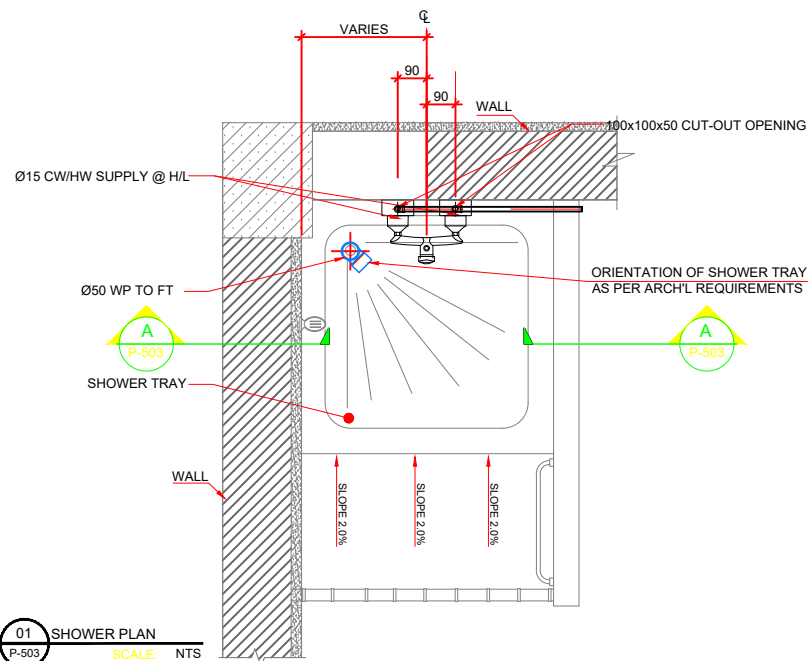 ℄
VARIES
90
90
WALL
100x100x50 CUT-OUT OPENING
Ø15 CW/HW SUPPLY @ H/L
ORIENTATION OF SHOWER TRAY
AS PER ARCH'L REQUIREMENTS
Ø50 WP TO FT
A
P-503
A
P-503
SHOWER TRAY
WALL
SLOPE 2.0%
SLOPE 2.0%
SLOPE 2.0%
01
P-503
SHOWER PLAN
SCALE NTS